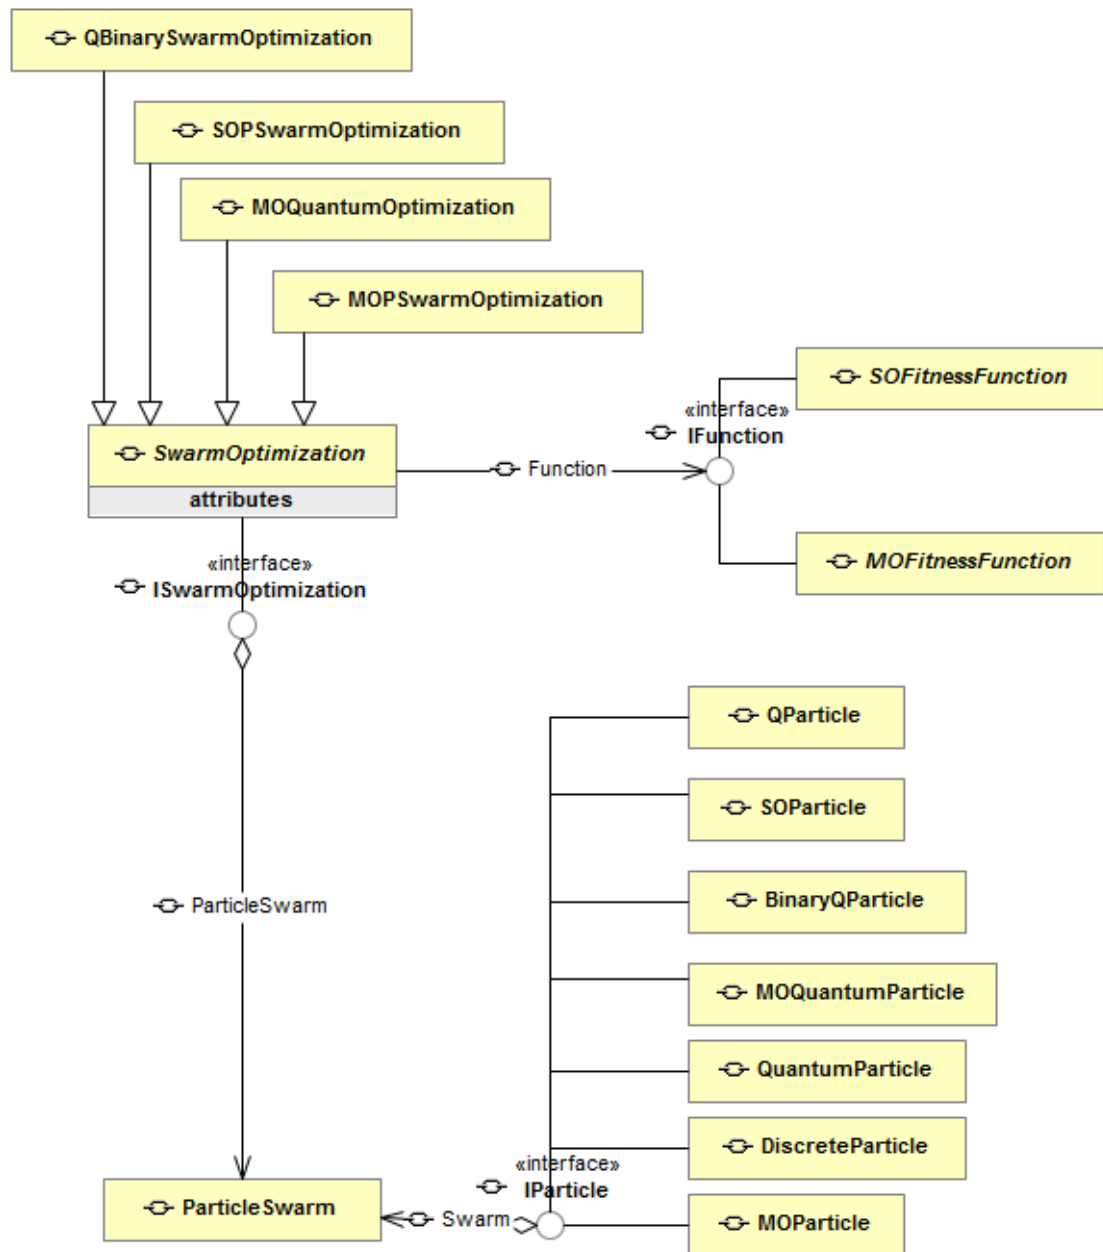 QBinarySwarmOptimization
SOPSwarmOptimization
MOQuantumOptimization
MOPSwarmOptimization
SOFitnessFunction
«interface»
IFunction
SwarmOptimization
Function
attributes
«interface»
ISwarmOptimization
MOFitnessFunction
QParticle
SOParticle
BinaryQParticle
ParticleSwarm
MOQuantumParticle
QuantumParticle
DiscreteParticle
«interface»
IParticle
ParticleSwarm
Swarm
MOParticle